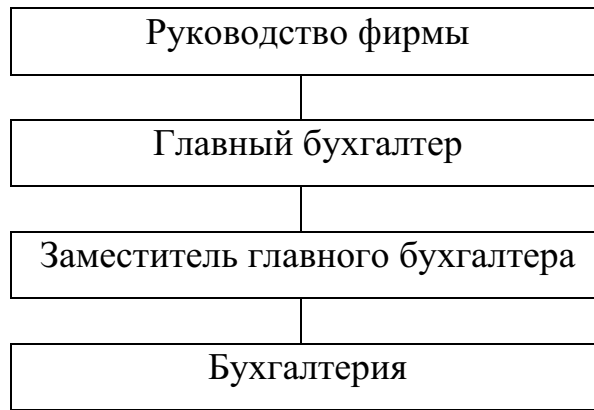 Руководство фирмы
Главный бухгалтер
Заместитель главного бухгалтера
Бухгалтерия